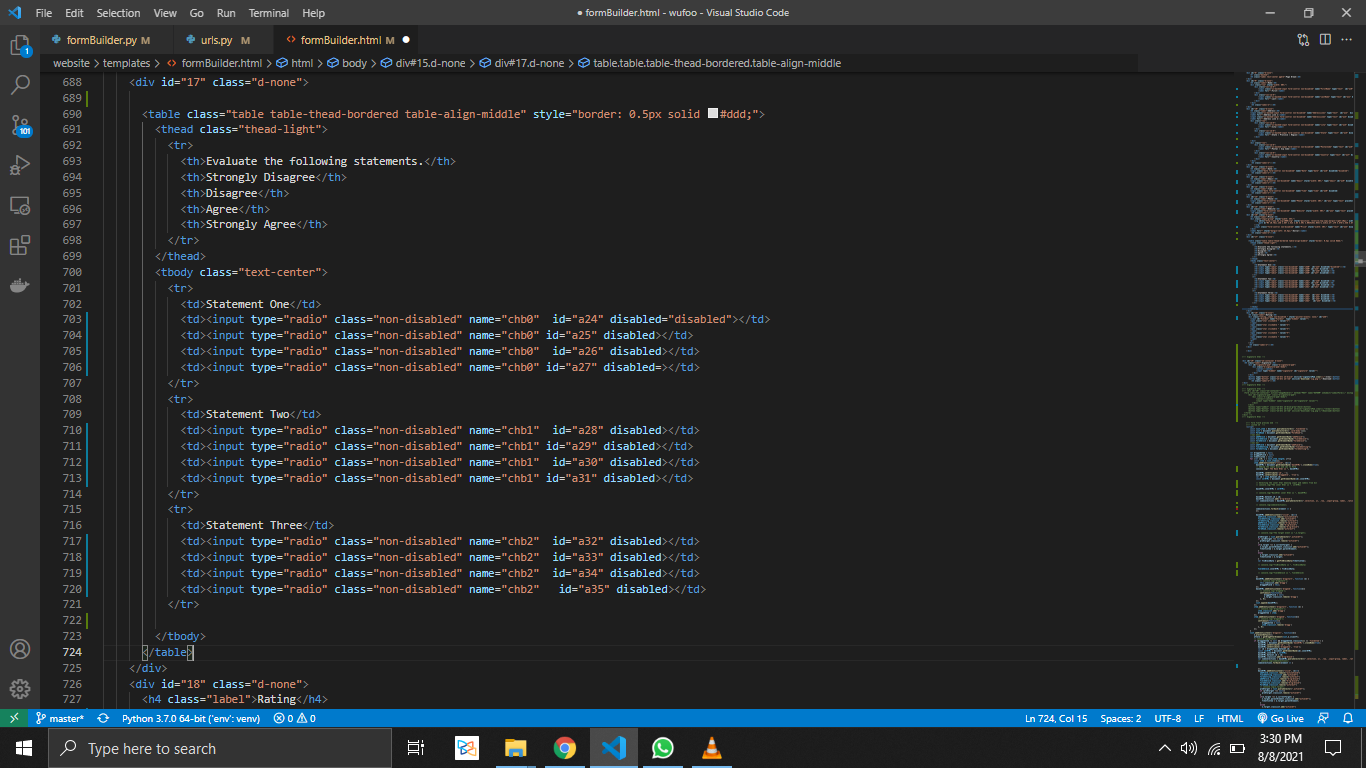 File Edit Selection View Go Run Terminal Help
● formBuilder.html - wufoo - Visual Studio Code
formBuilder.py M
urls.py M
formBuilder.html M ●
website > templates > formBuilder.html > html > body > div#15.d-none > div#17.d-none > table.table.table-thead-bordered.table-align-middle
1
101
688 <div id="17" class="d-none">
689
690 <table class="table table-thead-bordered table-align-middle" style="border: 0.5px solid #ddd;">
691 <thead class="thead-light">
692 <tr>
693 <th>Evaluate the following statements.</th>
694 <th>Strongly Disagree</th>
695 <th>Disagree</th>
696 <th>Agree</th>
697 <th>Strongly Agree</th>
698 </tr>
699 </thead>
700 <tbody class="text-center">
701 <tr>
702 <td>Statement One</td>
703 <td><input type="radio" class="non-disabled" name="chb0"  id="a24" disabled="disabled"></td>
704 <td><input type="radio" class="non-disabled" name="chb0" id="a25" disabled></td>
705 <td><input type="radio" class="non-disabled" name="chb0"  id="a26" disabled></td>
706 <td><input type="radio" class="non-disabled" name="chb0" id="a27" disabled=></td>
707 </tr>
708 <tr>
709 <td>Statement Two</td>
710 <td><input type="radio" class="non-disabled" name="chb1"  id="a28" disabled></td>
711 <td><input type="radio" class="non-disabled" name="chb1" id="a29" disabled></td>
712 <td><input type="radio" class="non-disabled" name="chb1"  id="a30" disabled></td>
713 <td><input type="radio" class="non-disabled" name="chb1" id="a31" disabled></td>
714 </tr>
715 <tr>
716 <td>Statement Three</td>
717 <td><input type="radio" class="non-disabled" name="chb2"  id="a32" disabled></td>
718 <td><input type="radio" class="non-disabled" name="chb2"  id="a33" disabled></td>
719 <td><input type="radio" class="non-disabled" name="chb2"  id="a34" disabled></td>
720 <td><input type="radio" class="non-disabled" name="chb2"   id="a35" disabled></td>
721 </tr>
722
723 </tbody>
724 </table>
725 </div>
726 <div id="18" class="d-none">
727 <h4 class="label">Rating</h4>
master* Python 3.7.0 64-bit ('env': venv) 0 0 Ln 724, Col 15 Spaces: 2 UTF-8 LF HTML Go Live
Type here to search
3:30 PM
8/8/2021